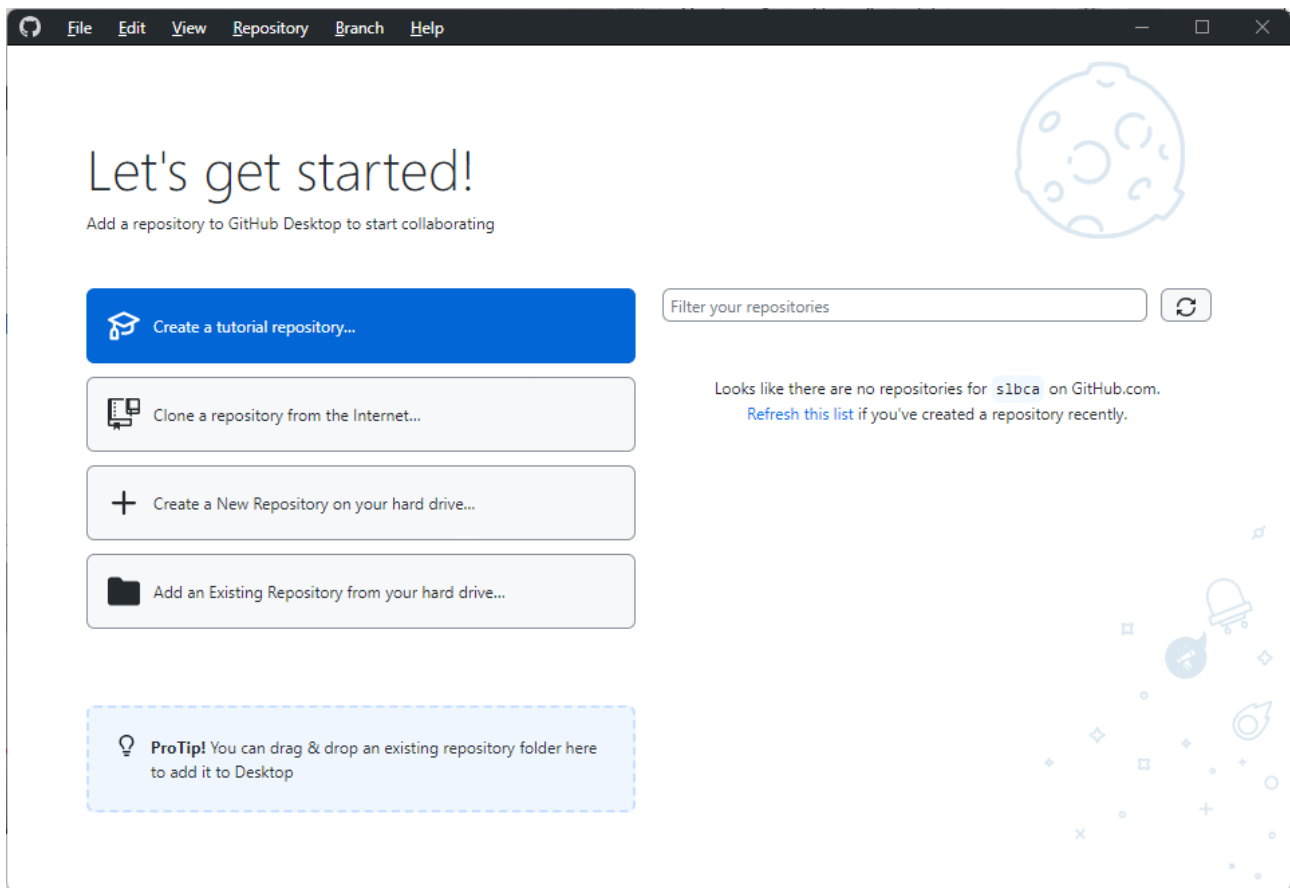 File Edit View Repository Branch Help
Let's get started!
Add a repository to GitHub Desktop to start collaborating
Create a tutorial repository...
Clone a repository from the Internet...
Create a New Repository on your hard drive...
Add an Existing Repository from your hard drive...
ProTip! You can drag & drop an existing repository folder here
to add it to Desktop
Filter your repositories
Looks like there are no repositories for slbca on GitHub.com.
Refresh this list if you've created a repository recently.